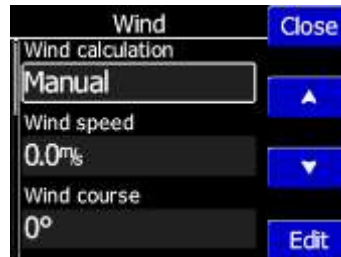 Wind
Close
Wind calculation
Manual
Wind speed
0.0m/s
Wind course
0°
Edit